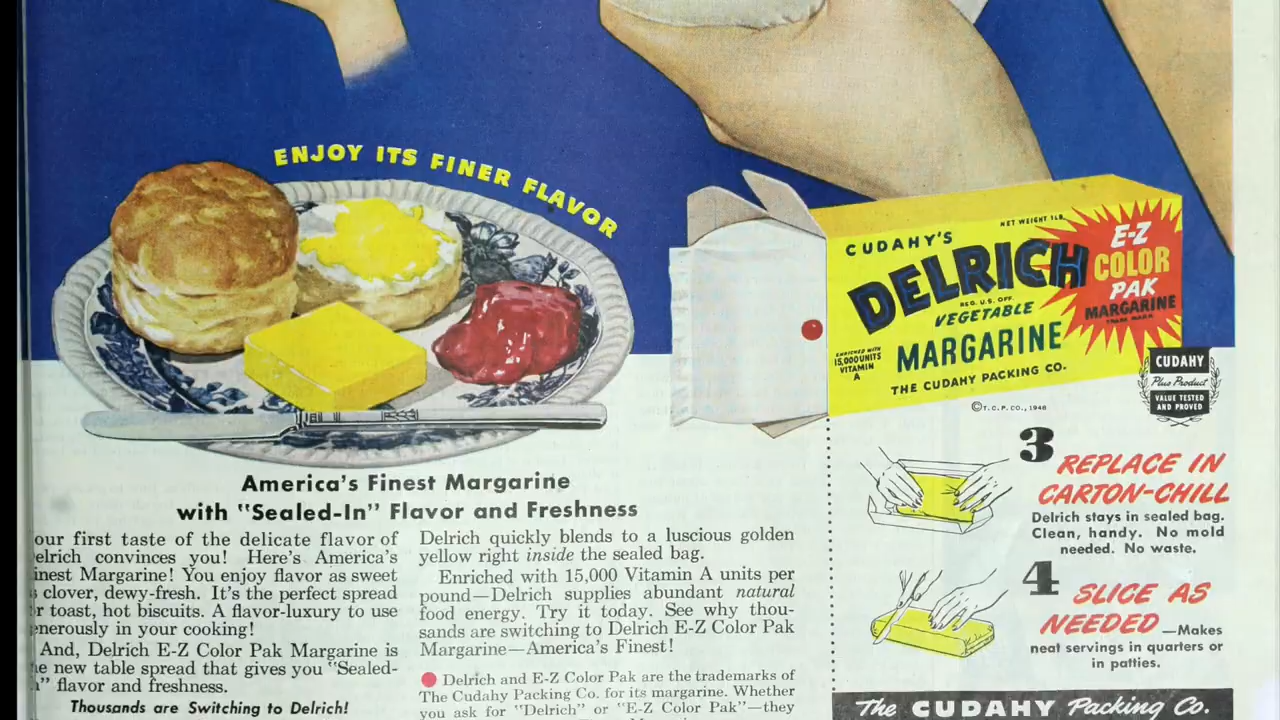 ENJOY ITS FINER FLAVOR
NET WEIGHT 1 LB.
CUDAHY'S
DELRICH
REG. U.S. OFF.
VEGETABLE
MARGARINE
ENRICHED WITH
15,000 UNITS
VITAMIN
A
THE CUDAHY PACKING CO.
E-Z
COLOR
PAK
MARGARINE
TRADE MARK
©T.C.P.CO., 1948
CUDAHY
Plus Product
VALUE TESTED
AND PROVED
America's Finest Margarine
with "Sealed-In" Flavor and Freshness
our first taste of the delicate flavor of
elrich convinces you! Here's America's
inest Margarine! You enjoy flavor as sweet
clover, dewy-fresh. It's the perfect spread
r toast, hot biscuits. A flavor-luxury to use
enerously in your cooking!
And, Delrich E-Z Color Pak Margarine is
e new table spread that gives you "Sealed-
" flavor and freshness.
Thousands are Switching to Delrich!
Delrich quickly blends to a luscious golden
yellow right inside the sealed bag.
Enriched with 15,000 Vitamin A units per
pound—Delrich supplies abundant natural
food energy. Try it today. See why thou-
sands are switching to Delrich E-Z Color Pak
Margarine—America's Finest!
Delrich and E-Z Color Pak are the trademarks of
The Cudahy Packing Co. for its margarine. Whether
you ask for "Delrich" or "E-Z Color Pak"—they
3
REPLACE IN
CARTON-CHILL
Delrich stays in sealed bag.
Clean, handy. No mold
needed. No waste.
4
SLICE AS
NEEDED—Makes
neat servings in quarters or
in patties.
The CUDAHY Packing Co.